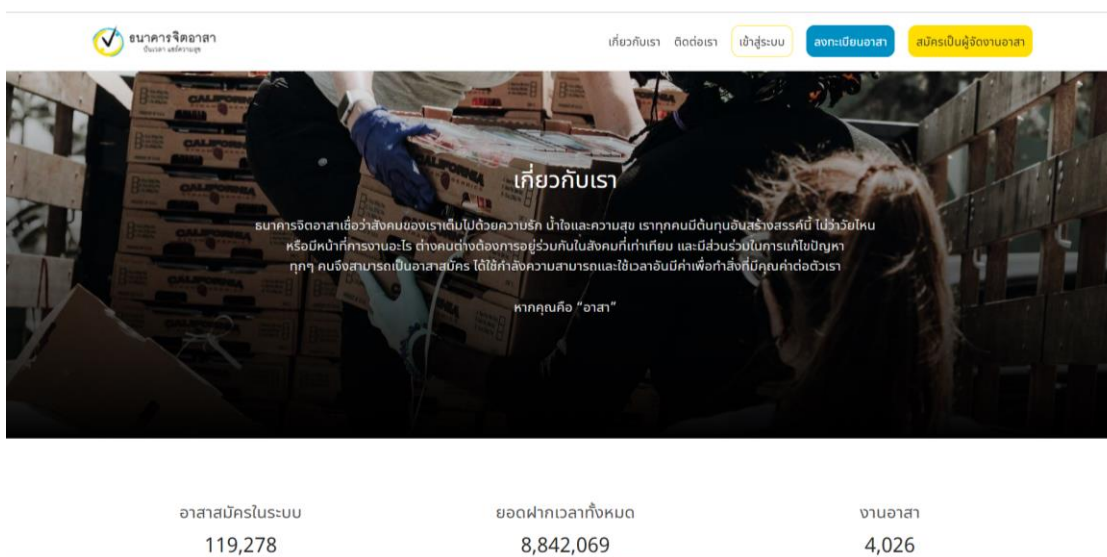 ธนาคารจิตอาสา
ปันเวลา แชร์ความสุข
เกี่ยวกับเรา
ติดต่อเรา
เข้าสู่ระบบ
ลงทะเบียนอาสา
สมัครเป็นผู้จัดงานอาสา
CALIFORNIA
CALIFORNIA
CALIFORNIA
เกี่ยวกับเรา
ธนาคารจิตอาสาเชื่อว่าสังคมของเราเต็มไปด้วยความรัก น้ำใจและความสุข เราทุกคนมีต้นทุนอันสร้างสรรค์นี้ ไม่ว่าวัยไหน
หรือมีหน้าที่การงานอะไร ต่างคนต่างต้องการอยู่ร่วมกันในสังคมที่เท่าเทียม และมีส่วนร่วมในการแก้ไขปัญหา
ทุกๆ คนจึงสามารถเป็นอาสาสมัคร ได้ใช้กำลังความสามารถและใช้เวลาอันมีค่าเพื่อทำสิ่งที่มีคุณค่าต่อตัวเรา
หากคุณคือ “อาสา”
อาสาสมัครในระบบ
119,278
ยอดฝากเวลาทั้งหมด
8,842,069
งานอาสา
4,026